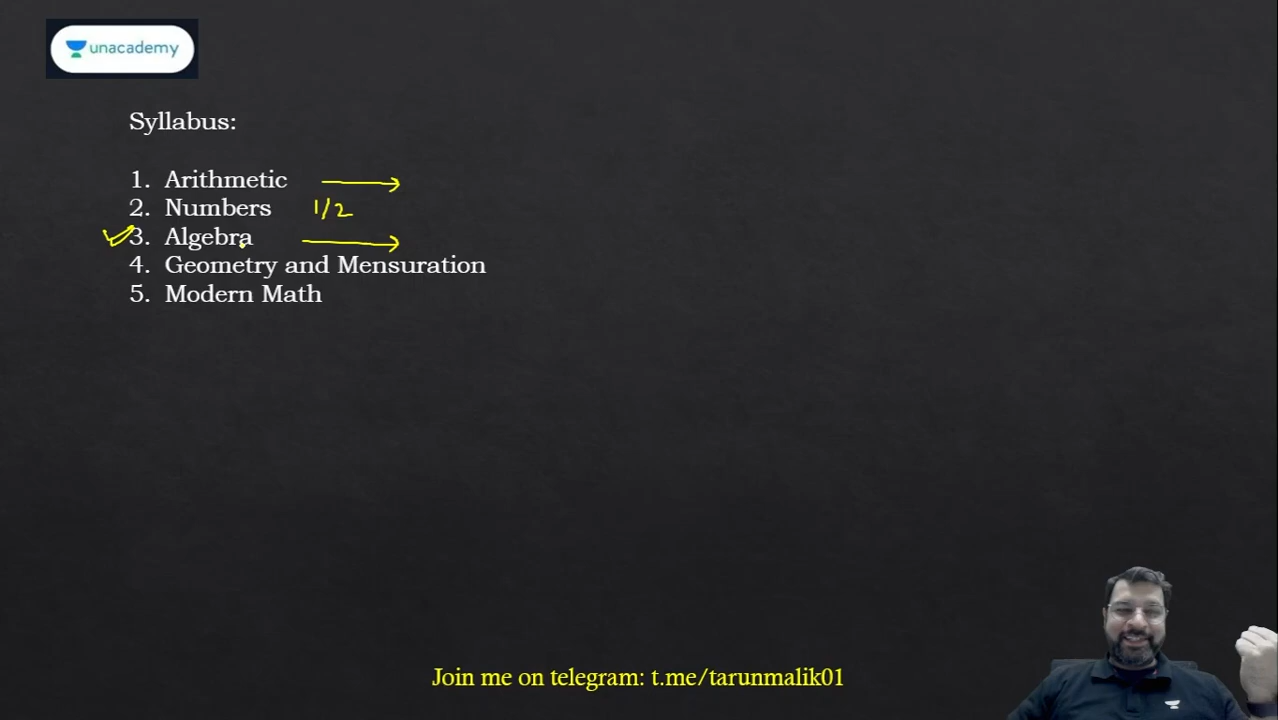 unacademy
Syllabus:
1. Arithmetic
2. Numbers 1/2
3. Algebra
4. Geometry and Mensuration
5. Modern Math
Join me on telegram: t.me/tarunmalik01